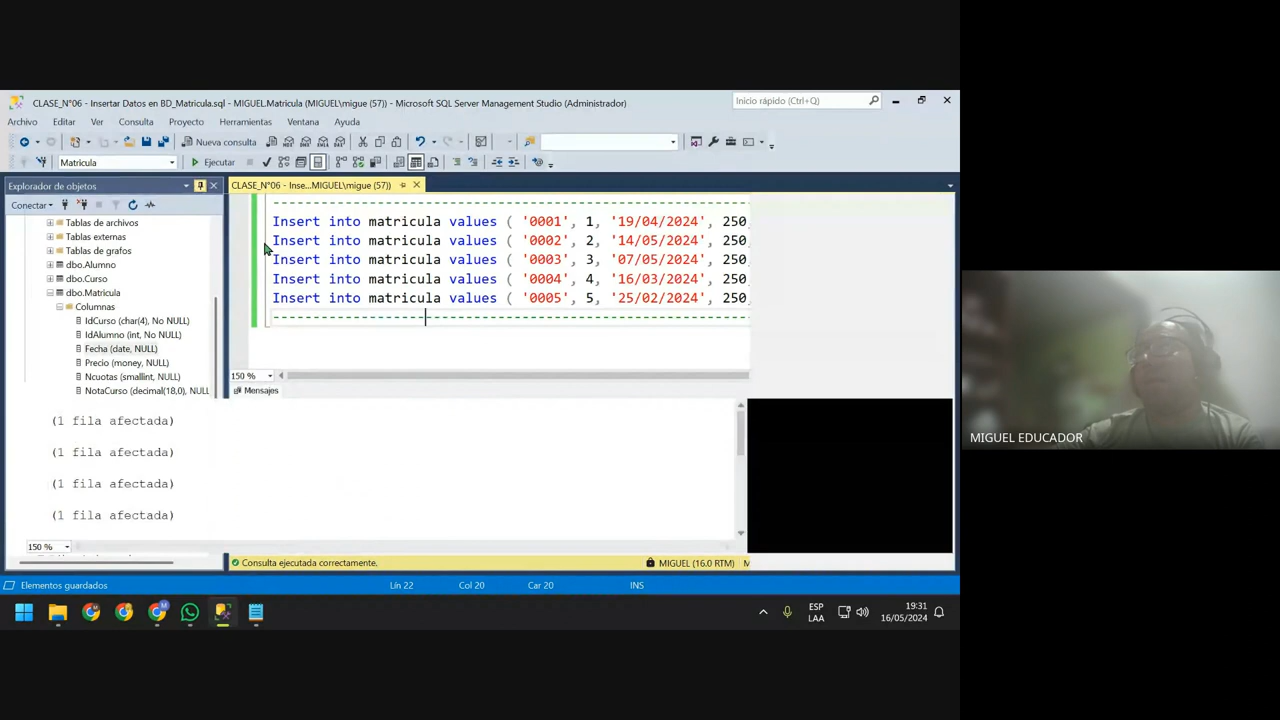 CLASE_N°06 - Insertar Datos en BD_Matricula.sql - MIGUEL.Matricula (MIGUEL\migue (57)) - Microsoft SQL Server Management Studio (Administrador)
Inicio rápido (Ctrl+Q)
Archivo Editar Ver Consulta Proyecto Herramientas Ventana Ayuda
Nueva consulta
Matricula
Ejecutar
Explorador de objetos
CLASE_N°06 - Inse...MIGUEL\migue (57))
Conectar
Tablas de archivos
Tablas externas
Tablas de grafos
dbo.Alumno
dbo.Curso
dbo.Matricula
Columnas
IdCurso (char(4), No NULL)
IdAlumno (int, No NULL)
Fecha (date, NULL)
Precio (money, NULL)
Ncuotas (smallint, NULL)
NotaCurso (decimal(18,0), NULL
Insert into matricula values ( '0001', 1, '19/04/2024', 250
Insert into matricula values ( '0002', 2, '14/05/2024', 250
Insert into matricula values ( '0003', 3, '07/05/2024', 250
Insert into matricula values ( '0004', 4, '16/03/2024', 250
Insert into matricula values ( '0005', 5, '25/02/2024', 250
150 %
Mensajes
(1 fila afectada)
(1 fila afectada)
(1 fila afectada)
(1 fila afectada)
150 %
Consulta ejecutada correctamente.
MIGUEL (16.0 RTM)
Elementos guardados
Lín 22
Col 20
Car 20
INS
ESP
LAA
19:31
16/05/2024
MIGUEL EDUCADOR